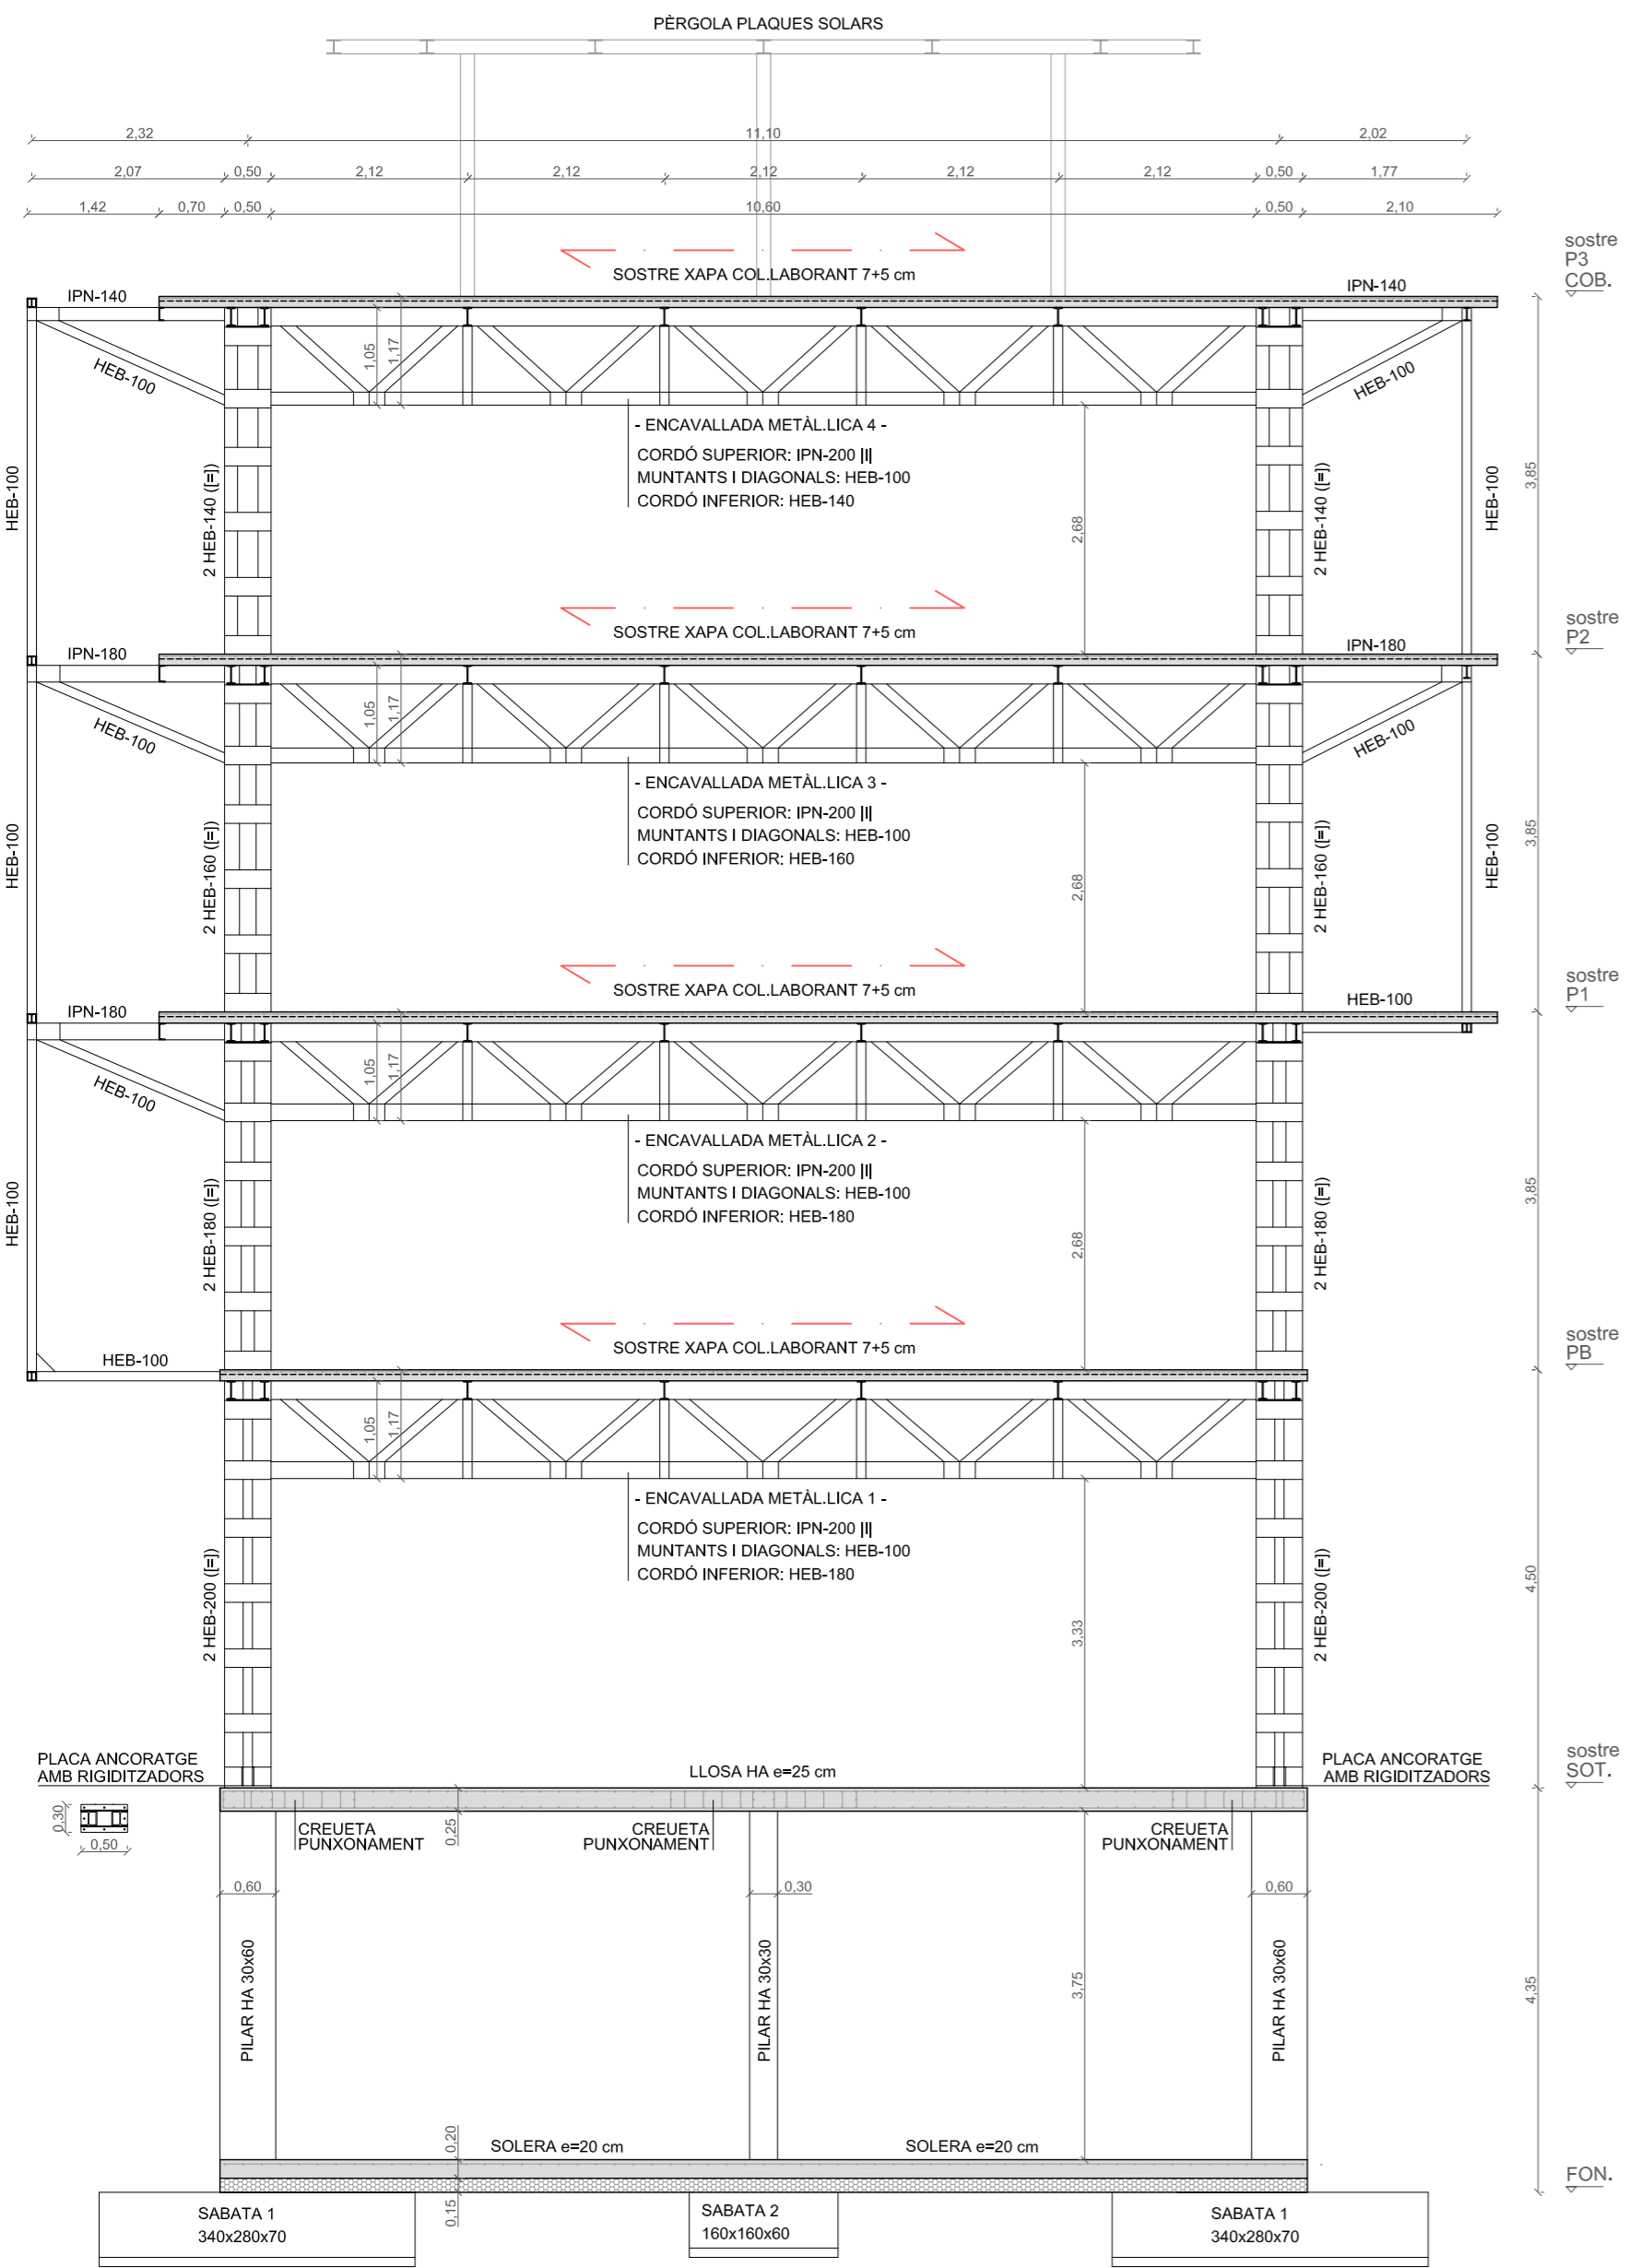 PÈRGOLA PLAQUES SOLARS
2,32
11,10
2,02
2,07
0,50
2,12
2,12
2,12
2,12
2,12
0,50
1,77
1,42
0,70
0,50
10,60
0,50
2,10
sostre
P3
COB.
SOSTRE XAPA COL.LABORANT 7+5 cm
IPN-140
IPN-140
HEB-100
HEB-100
1,05
1,17
- ENCAVALLADA METÀL.LICA 4 -
CORDÓ SUPERIOR: IPN-200 |||
MUNTANTS I DIAGONALS: HEB-100
CORDÓ INFERIOR: HEB-140
HEB-100
2 HEB-140 ([=])
2,68
2 HEB-140 ([=])
HEB-100
3,85
sostre
P2
SOSTRE XAPA COL.LABORANT 7+5 cm
IPN-180
IPN-180
HEB-100
HEB-100
1,05
1,17
- ENCAVALLADA METÀL.LICA 3 -
CORDÓ SUPERIOR: IPN-200 |||
MUNTANTS I DIAGONALS: HEB-100
CORDÓ INFERIOR: HEB-160
HEB-100
2 HEB-160 ([=])
2,68
2 HEB-160 ([=])
HEB-100
3,85
sostre
P1
SOSTRE XAPA COL.LABORANT 7+5 cm
IPN-180
HEB-100
HEB-100
1,05
1,17
- ENCAVALLADA METÀL.LICA 2 -
CORDÓ SUPERIOR: IPN-200 |||
MUNTANTS I DIAGONALS: HEB-100
CORDÓ INFERIOR: HEB-180
HEB-100
2 HEB-180 ([=])
2,68
2 HEB-180 ([=])
3,85
sostre
PB
SOSTRE XAPA COL.LABORANT 7+5 cm
HEB-100
1,05
1,17
- ENCAVALLADA METÀL.LICA 1 -
CORDÓ SUPERIOR: IPN-200 |||
MUNTANTS I DIAGONALS: HEB-100
CORDÓ INFERIOR: HEB-180
2 HEB-200 ([=])
3,33
2 HEB-200 ([=])
4,50
sostre
SOT.
PLACA ANCORATGE
AMB RIGIDITZADORS
LLOSA HA e=25 cm
PLACA ANCORATGE
AMB RIGIDITZADORS
0,30
0,50
CREUETA
PUNXONAMENT
0,25
CREUETA
PUNXONAMENT
CREUETA
PUNXONAMENT
0,60
0,30
0,60
PILAR HA 30x60
PILAR HA 30x30
3,75
PILAR HA 30x60
4,35
0,20
SOLERA e=20 cm
SOLERA e=20 cm
FON.
0,15
SABATA 1
340x280x70
SABATA 2
160x160x60
SABATA 1
340x280x70